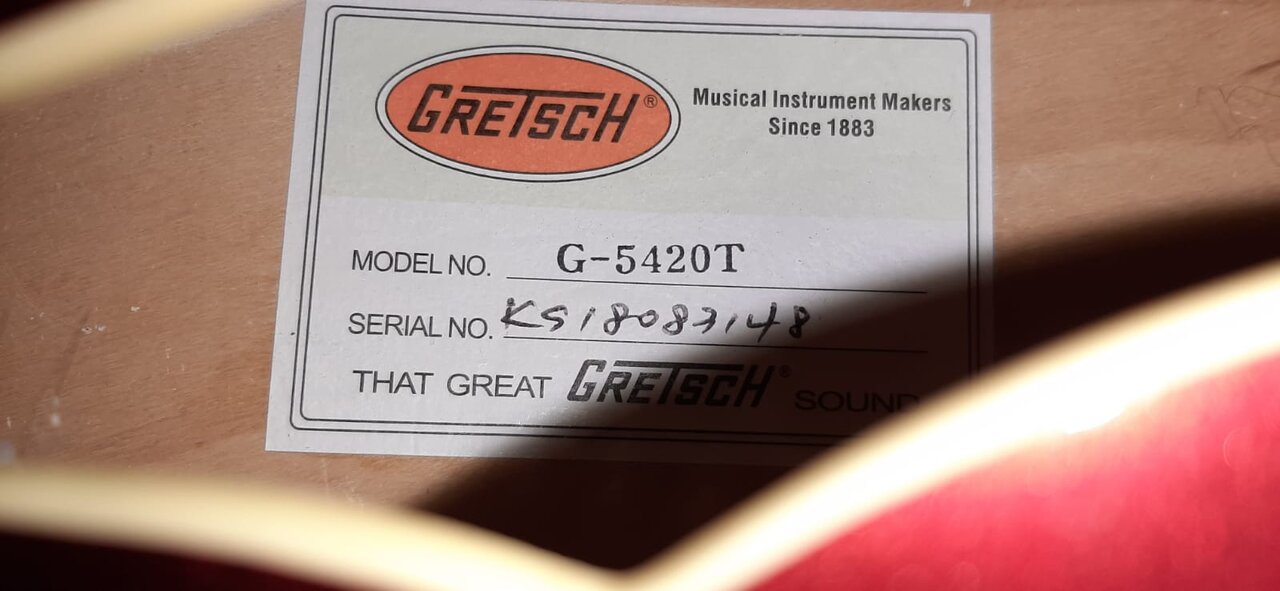 GRETSCH®
Musical Instrument Makers
Since 1883
MODEL NO. G-5420T
SERIAL NO. KS18083148
THAT GREAT GRETSCH® SOUND